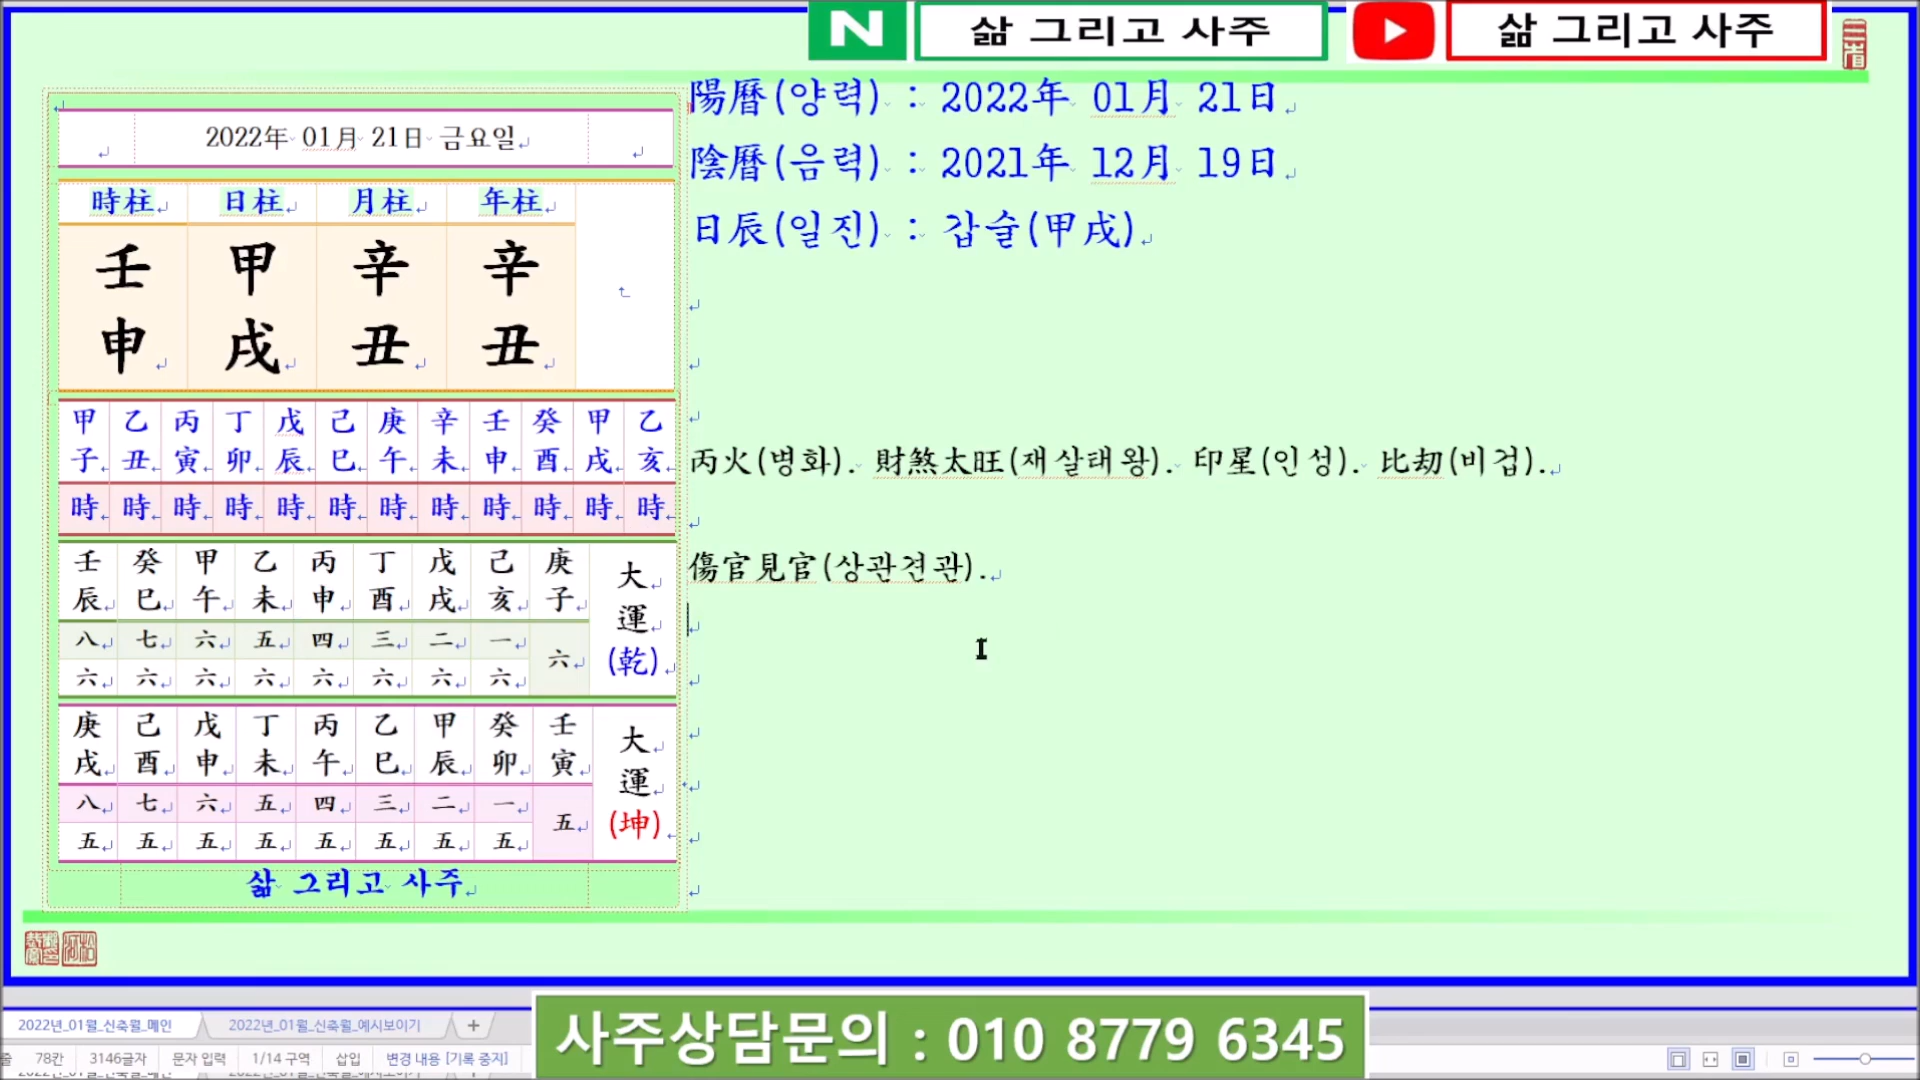 N 삶 그리고 사주 삶 그리고 사주
陽曆(양력) : 2022年 01月 21日
陰曆(음력) : 2021年 12月 19日
日辰(일진) : 갑술(甲戌)
2022年 01月 21日 금요일
時柱 日柱 月柱 年柱
壬 甲 辛 辛
申 戌 丑 丑
甲 乙 丙 丁 戊 己 庚 辛 壬 癸 甲 乙
子 丑 寅 卯 辰 巳 午 未 申 酉 戌 亥
時 時 時 時 時 時 時 時 時 時 時 時
壬 癸 甲 乙 丙 丁 戊 己 庚
辰 巳 午 未 申 酉 戌 亥 子
八 七 六 五 四 三 二 一 六
六 六 六 六 六 六 六 六
大
運
(乾)
庚 己 戊 丁 丙 乙 甲 癸 壬
戌 酉 申 未 午 巳 辰 卯 寅
八 七 六 五 四 三 二 一 五
五 五 五 五 五 五 五 五
大
運
(坤)
삶 그리고 사주
丙火(병화). 財煞太旺(재살태왕). 印星(인성). 比劫(비겁).
傷官見官(상관견관).
2022년_01월_신축월_메인 2022년_01월_신축월_예시보이기 +
줄 78칸 3146글자 문자 입력 1/14 구역 삽입 변경 내용 [기록 중지]
사주상담문의 : 010 8779 6345